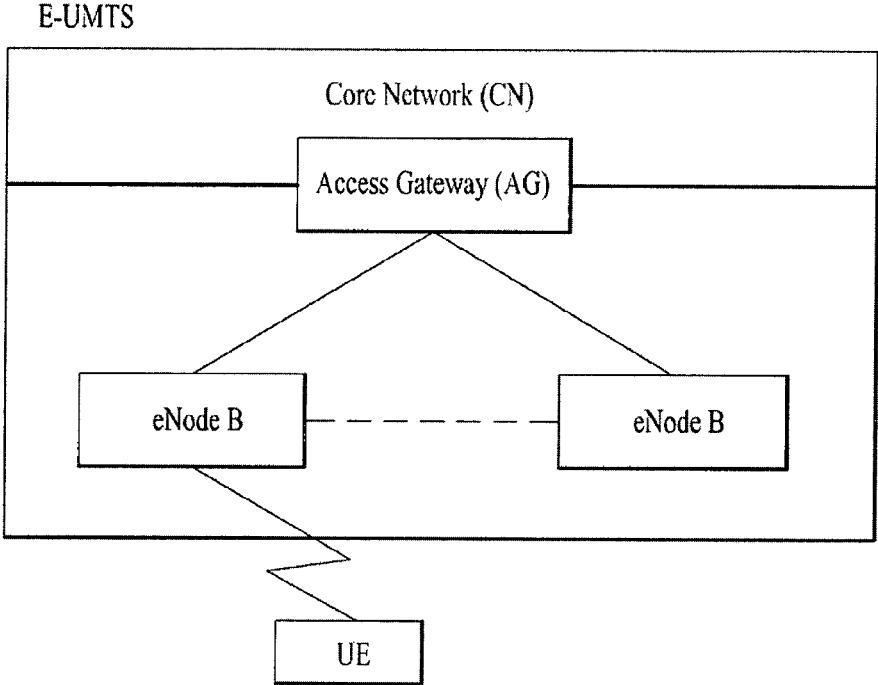 E-UMTS
Core Network (CN)
Access Gateway (AG)
eNode B
eNode B
UE